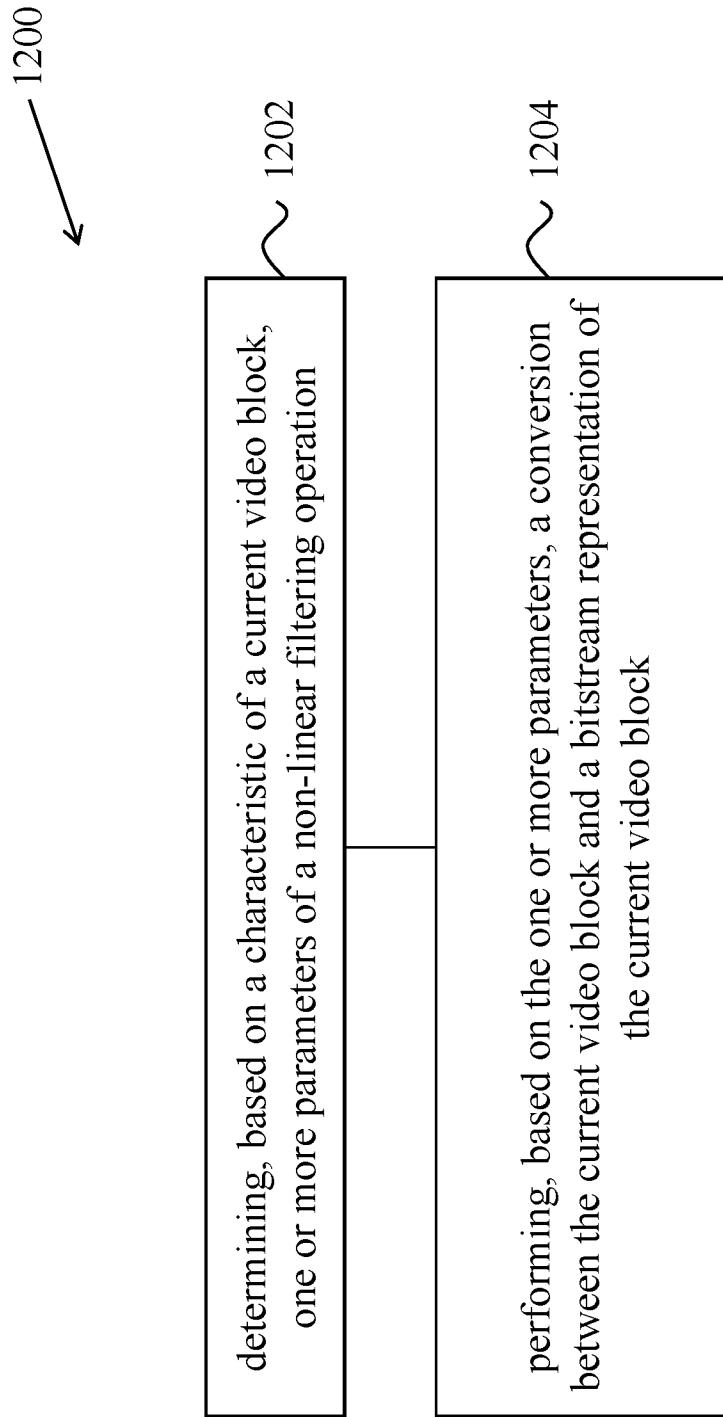 1200
determining, based on a characteristic of a current video block,
one or more parameters of a non-linear filtering operation
1202
performing, based on the one or more parameters, a conversion
between the current video block and a bitstream representation of
the current video block
1204